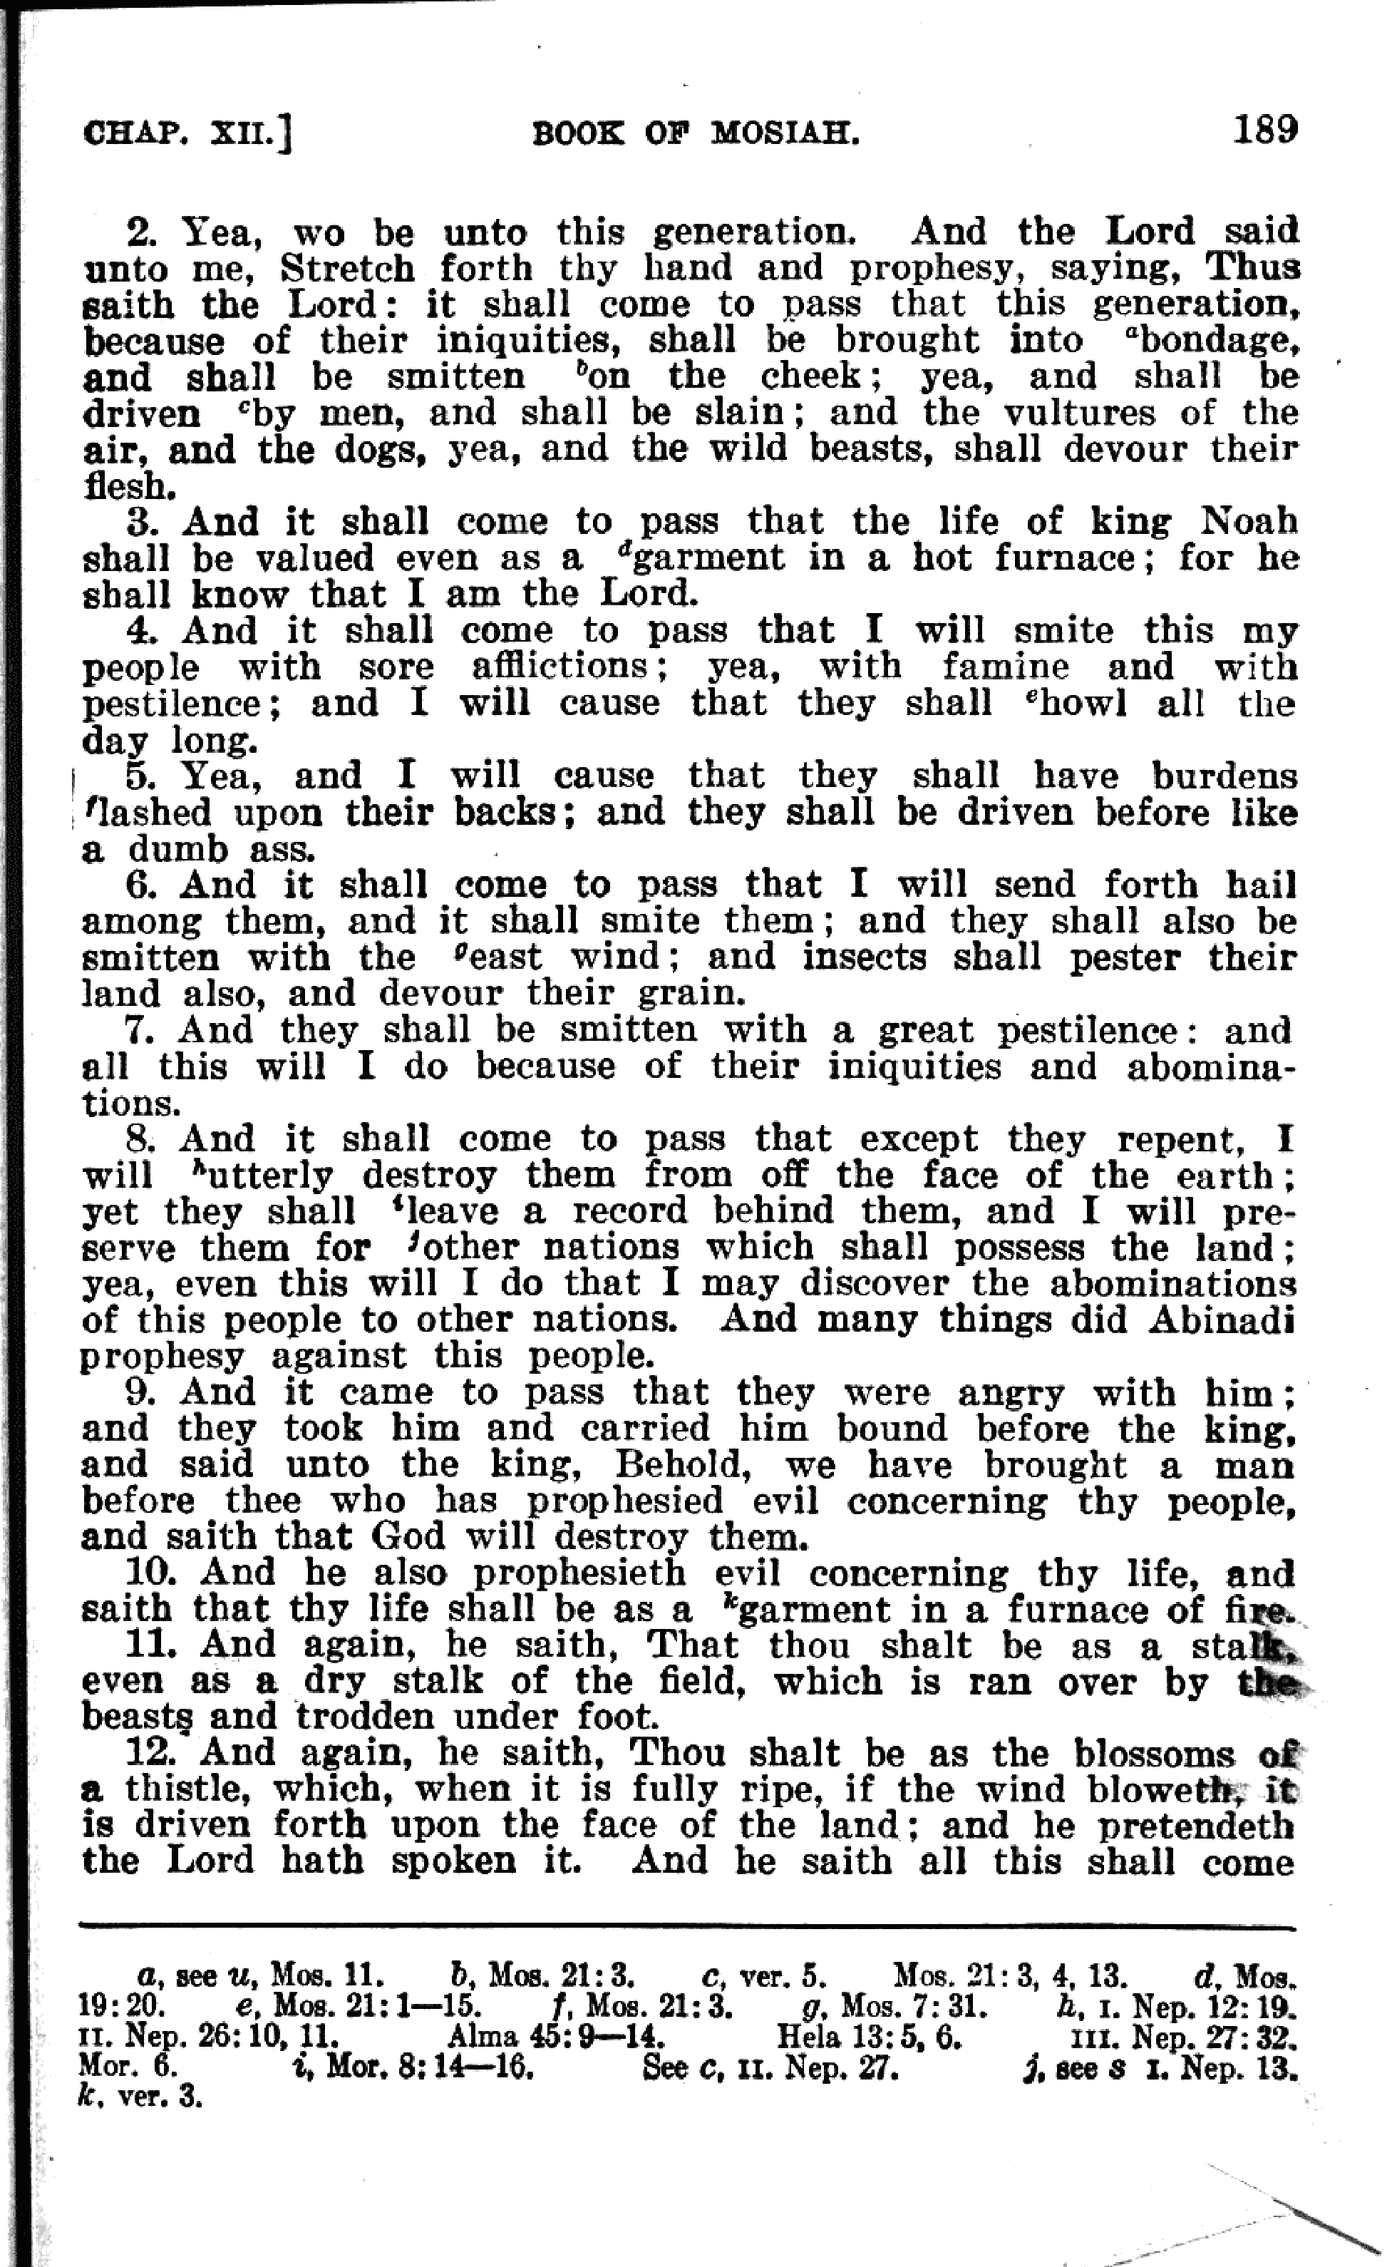 CHAP. XII.] BOOK OF MOSIAH. 189
2. Yea, wo be unto this generation. And the Lord said
unto me, Stretch forth thy hand and prophesy, saying, Thus
saith the Lord: it shall come to pass that this generation,
because of their iniquities, shall be brought into ᵃbondage,
and shall be smitten ᵇon the cheek; yea, and shall be
driven ᶜby men, and shall be slain; and the vultures of the
air, and the dogs, yea, and the wild beasts, shall devour their
flesh.
3. And it shall come to pass that the life of king Noah
shall be valued even as a ᵈgarment in a hot furnace; for he
shall know that I am the Lord.
4. And it shall come to pass that I will smite this my
people with sore afflictions; yea, with famine and with
pestilence; and I will cause that they shall ᵉhowl all the
day long.
5. Yea, and I will cause that they shall have burdens
ᶠlashed upon their backs; and they shall be driven before like
a dumb ass.
6. And it shall come to pass that I will send forth hail
among them, and it shall smite them; and they shall also be
smitten with the ᵍeast wind; and insects shall pester their
land also, and devour their grain.
7. And they shall be smitten with a great pestilence: and
all this will I do because of their iniquities and abomina-
tions.
8. And it shall come to pass that except they repent, I
will ʰutterly destroy them from off the face of the earth;
yet they shall ⁱleave a record behind them, and I will pre-
serve them for ʲother nations which shall possess the land;
yea, even this will I do that I may discover the abominations
of this people to other nations. And many things did Abinadi
prophesy against this people.
9. And it came to pass that they were angry with him;
and they took him and carried him bound before the king,
and said unto the king, Behold, we have brought a man
before thee who has prophesied evil concerning thy people,
and saith that God will destroy them.
10. And he also prophesieth evil concerning thy life, and
saith that thy life shall be as a ᵏgarment in a furnace of fire.
11. And again, he saith, That thou shalt be as a stalk,
even as a dry stalk of the field, which is ran over by the
beasts and trodden under foot.
12. And again, he saith, Thou shalt be as the blossoms of
a thistle, which, when it is fully ripe, if the wind bloweth, it
is driven forth upon the face of the land; and he pretendeth
the Lord hath spoken it. And he saith all this shall come
a, see u, Mos. 11. b, Mos. 21:3. c, ver. 5. Mos. 21:3, 4, 13. d, Mos.
19:20. e, Mos. 21:1—15. f, Mos. 21:3. g, Mos. 7:31. h, I. Nep. 12:19.
II. Nep. 26:10, 11. Alma 45:9—14. Hela 13:5, 6. III. Nep. 27:32.
Mor. 6. i, Mor. 8:14—16. See c, II. Nep. 27. j, see s I. Nep. 13.
k, ver. 3.